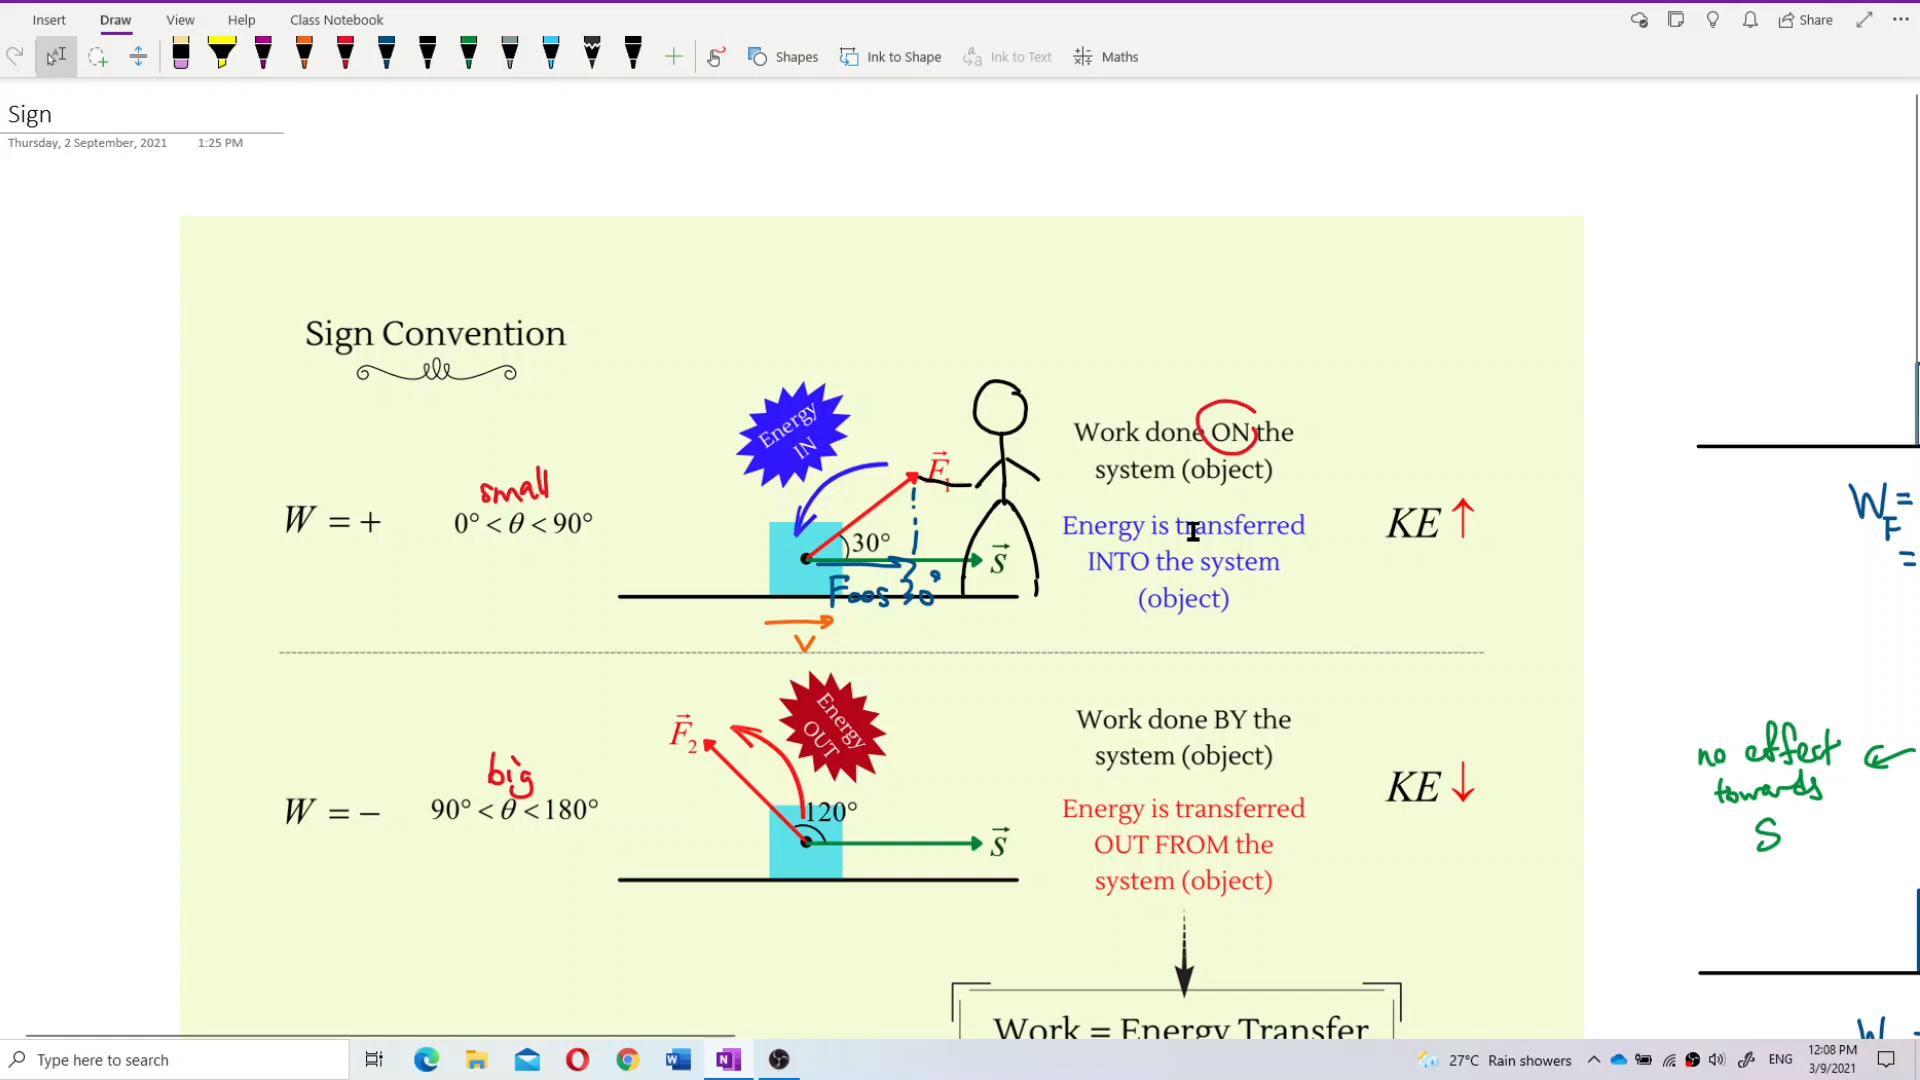 Insert Draw View Help Class Notebook Share
Shapes Ink to Shape Ink to Text Maths
Sign
Thursday, 2 September, 2021 1:25 PM
Sign Convention
Energy
IN
Work done ON the
system (object)
W = +
small
0° < θ < 90°
F₁
30°
s
Fcos30°
v
Energy is transferred
INTO the system
(object)
KE ↑
Energy
OUT
F₂
W = −
big
90° < θ < 180°
120°
s
Work done BY the
system (object)
Energy is transferred
OUT FROM the
system (object)
KE ↓
Work = Energy Transfer
W_F =
=
no effect
towards
S
W
Type here to search
27°C Rain showers
ENG
12:08 PM
3/9/2021